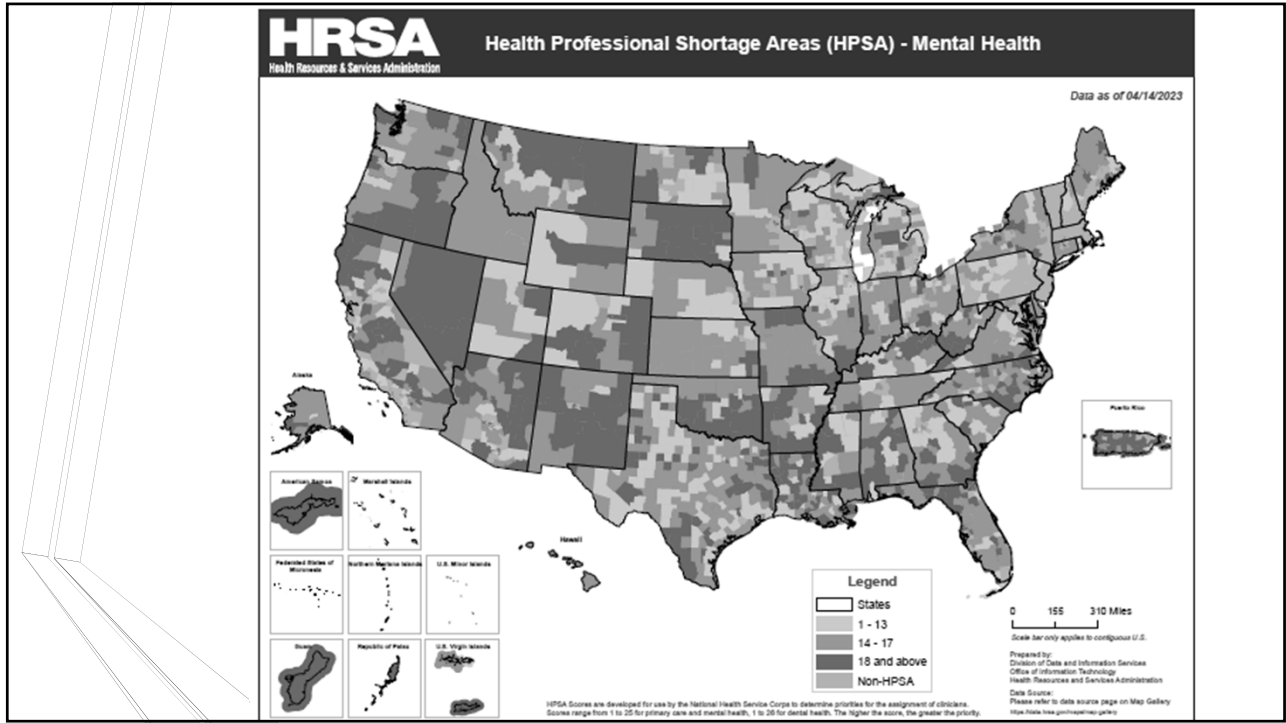 HRSA
Health Resources & Services Administration
Health Professional Shortage Areas (HPSA) - Mental Health
Data as of 04/14/2023
Alaska
Puerto Rico
American Samoa
Marshall Islands
Hawaii
Federated States of
Micronesia
Northern Mariana Islands
U.S. Minor Islands
Guam
Republic of Palau
U.S. Virgin Islands
Legend
States
1 - 13
14 - 17
18 and above
Non-HPSA
0 155 310 Miles
Scale bar only applies to contiguous U.S.
Prepared by:
Division of Data and Information Services
Office of Information Technology
Health Resources and Services Administration
Data Source:
Please refer to data source page on Map Gallery
https://data.hrsa.gov/maps/map-gallery
HPSA Scores are developed for use by the National Health Service Corps to determine priorities for the assignment of clinicians.
Scores range from 1 to 25 for primary care and mental health, 1 to 26 for dental health. The higher the score, the greater the priority.